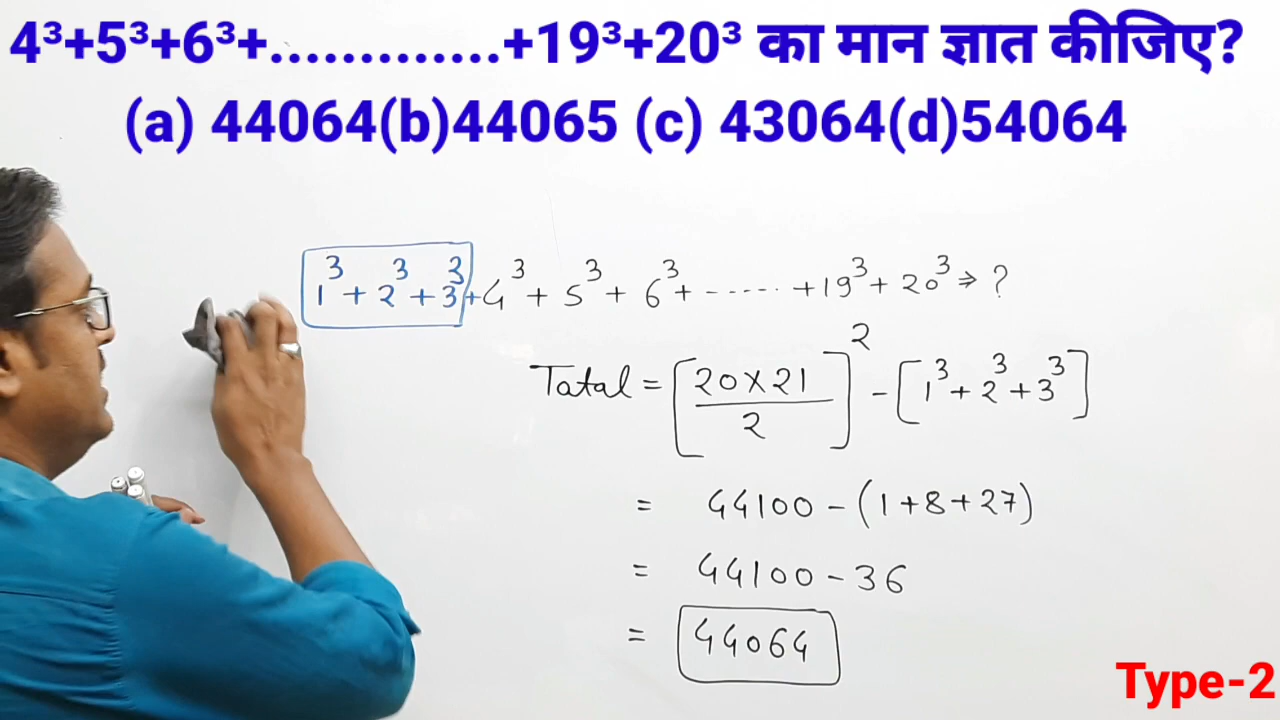 4³+5³+6³+.............+19³+20³ का मान ज्ञात कीजिए?
(a) 44064(b)44065 (c) 43064(d)54064
1³ + 2³ + 3³ + 4³ + 5³ + 6³ + ------ + 19³ + 20³ ⇒ ?
Total = [20×21/2]² - [1³ + 2³ + 3³]
= 44100 - (1+8+27)
= 44100 - 36
= 44064
Type-2